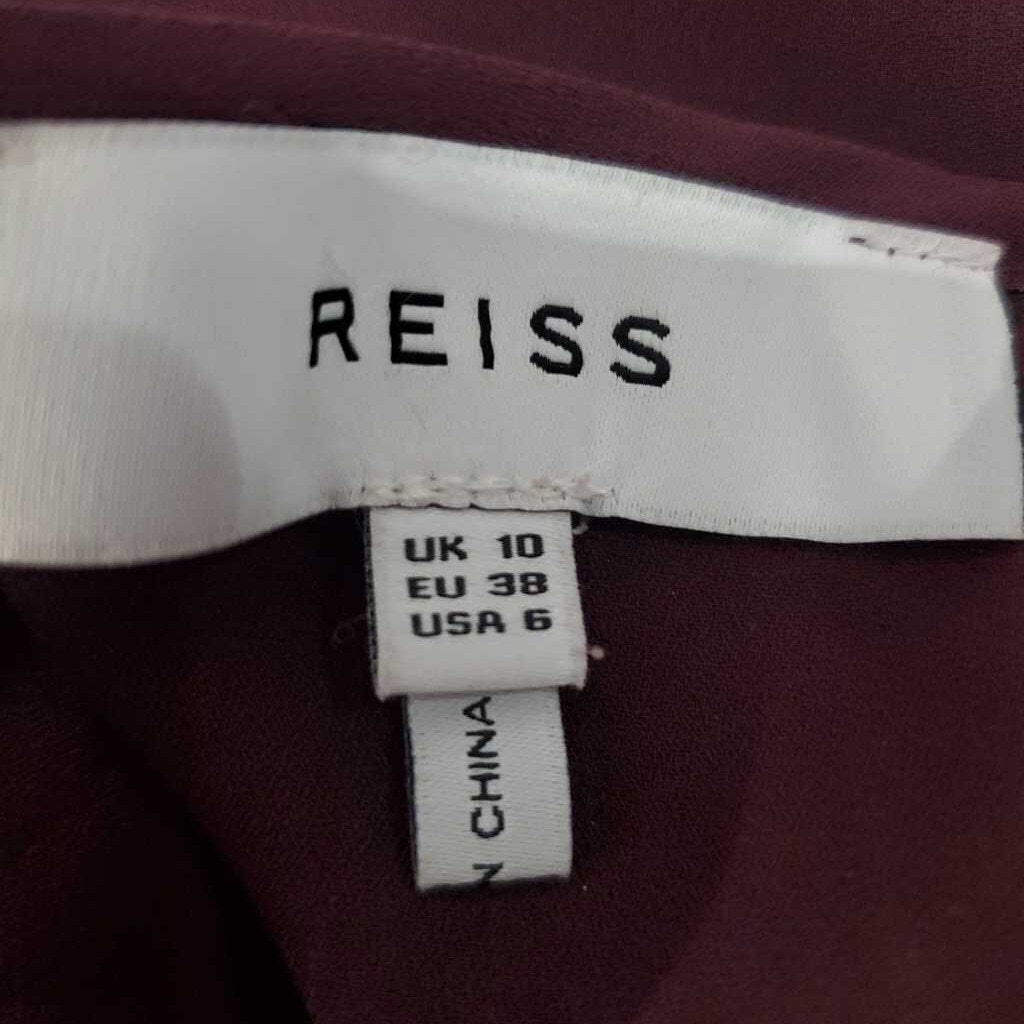 REISS
UK 10
EU 38
USA 6
N CHINA